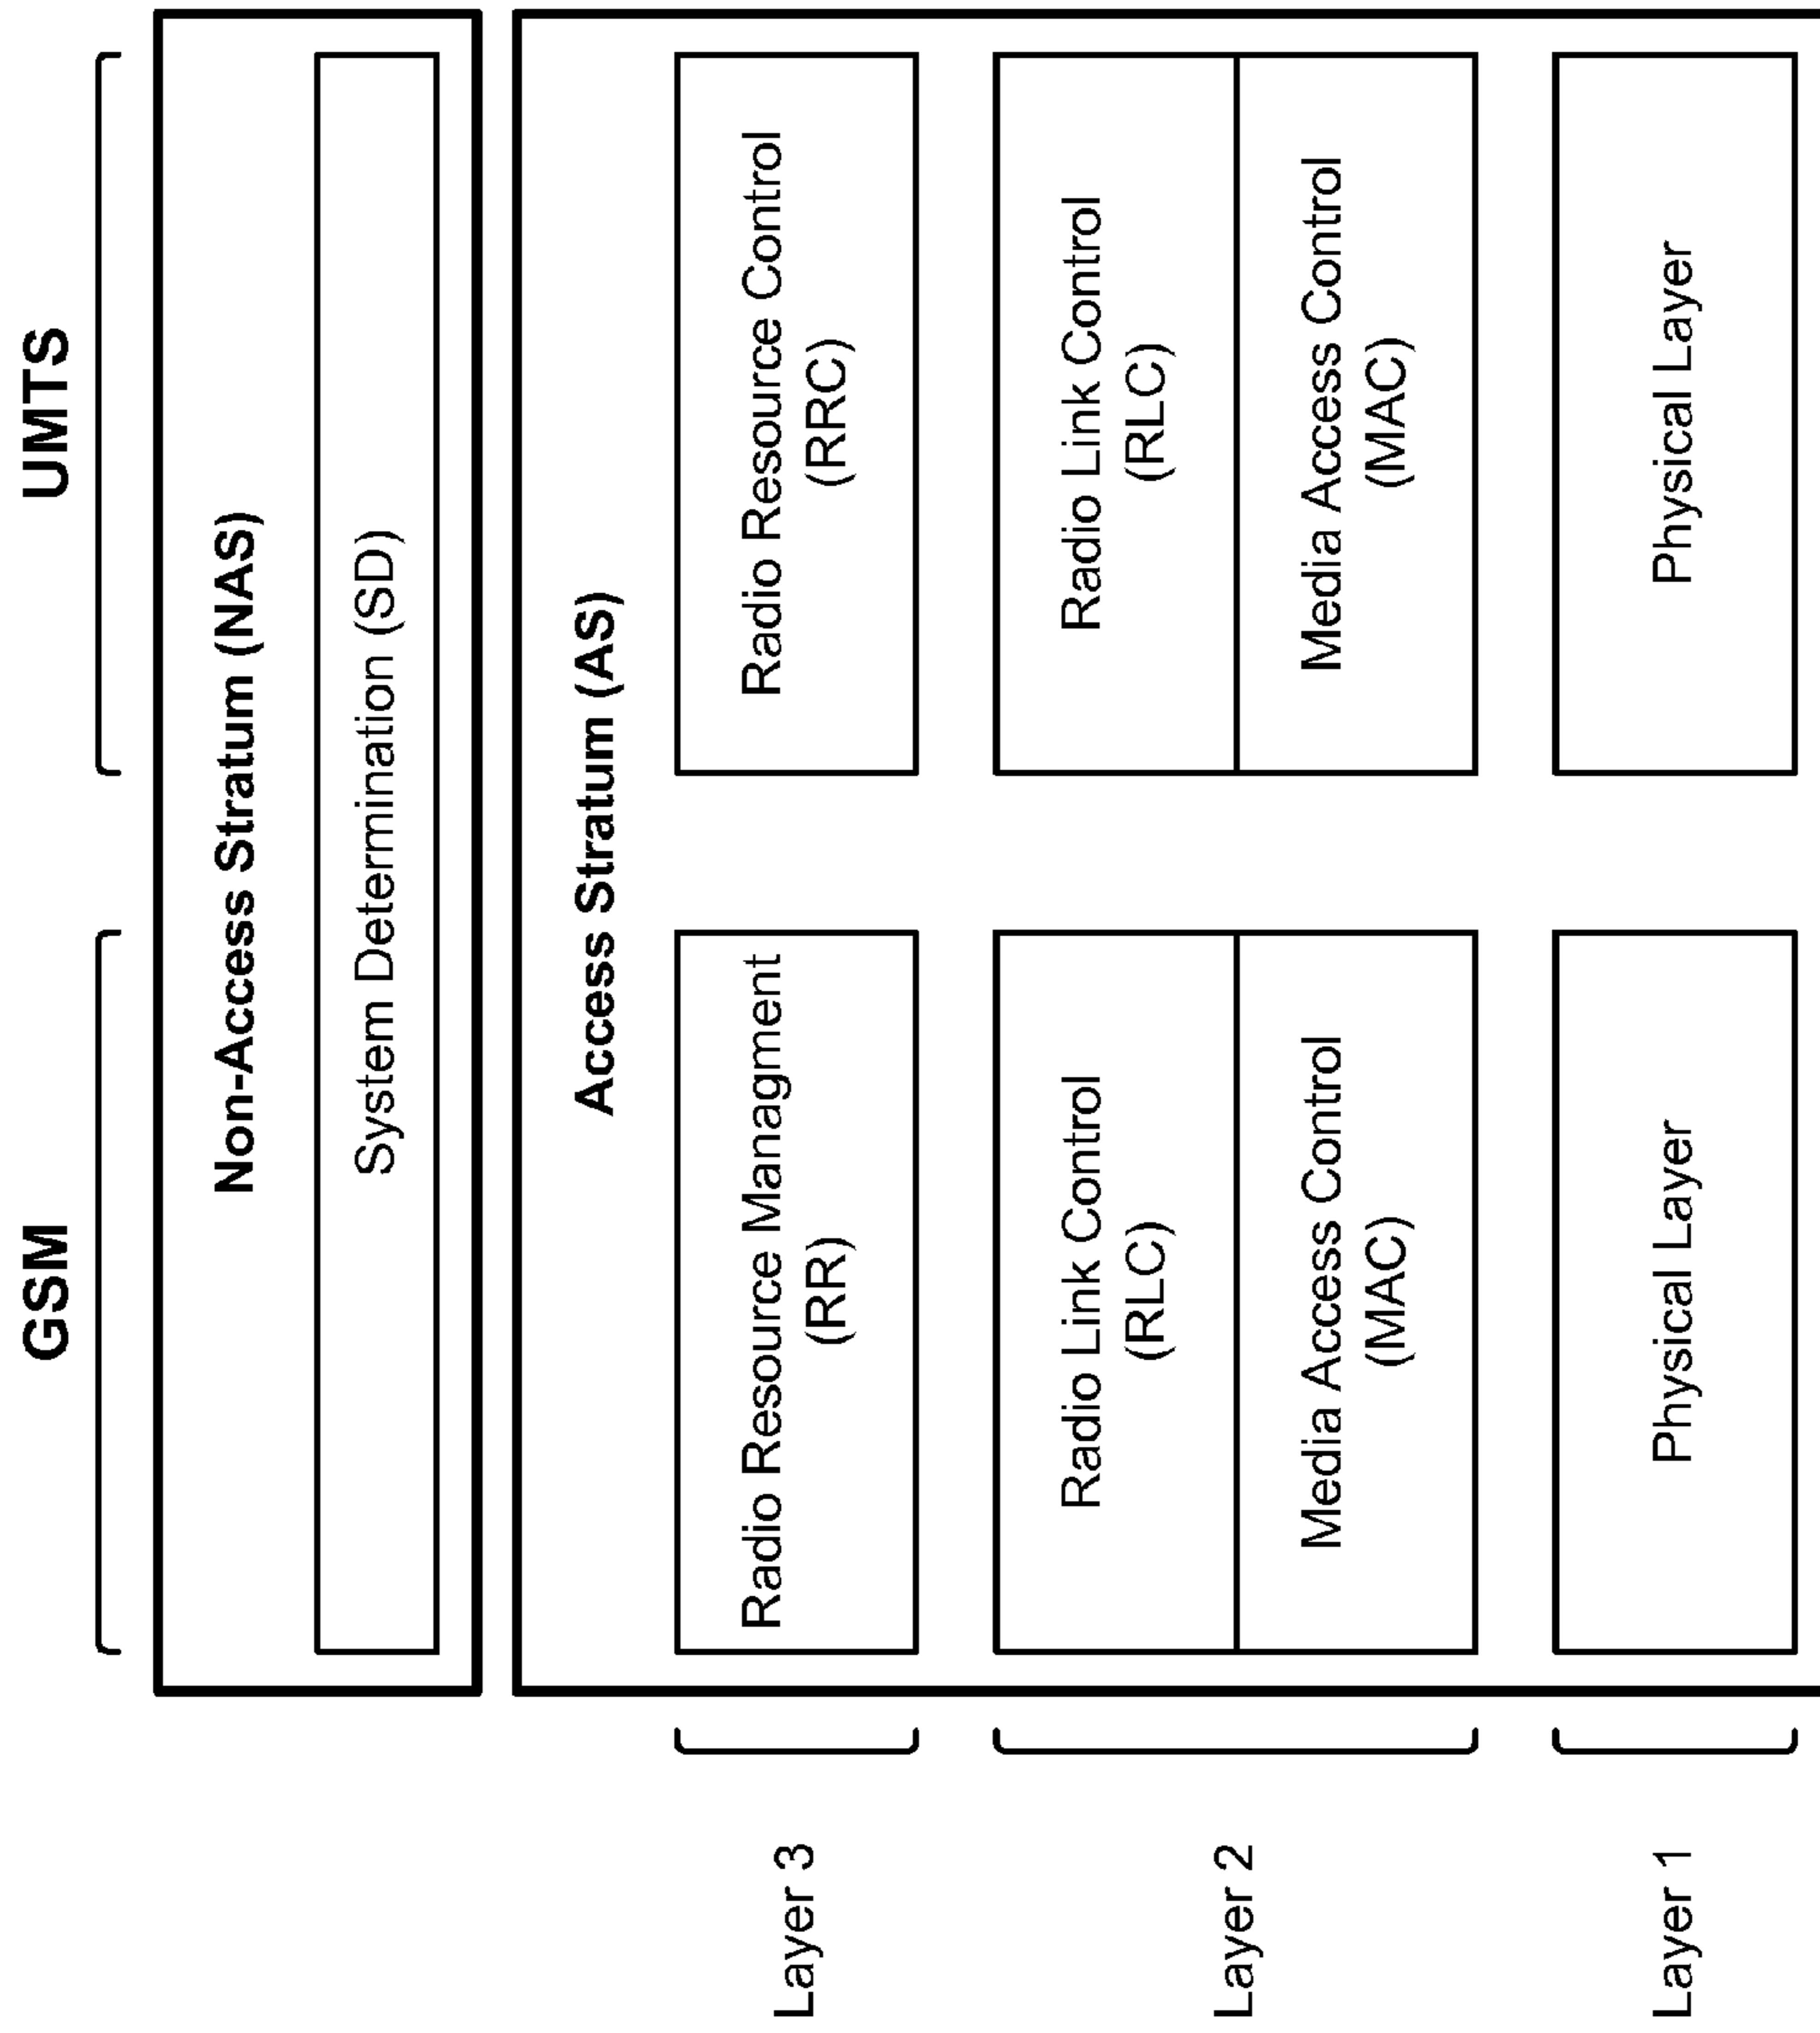 GSM
UMTS
Non-Access Stratum (NAS)
System Determination (SD)
Access Stratum (AS)
Layer 3
Radio Resource Managment
(RR)
Radio Resource Control
(RRC)
Layer 2
Radio Link Control
(RLC)
Radio Link Control
(RLC)
Media Access Control
(MAC)
Media Access Control
(MAC)
Layer 1
Physical Layer
Physical Layer